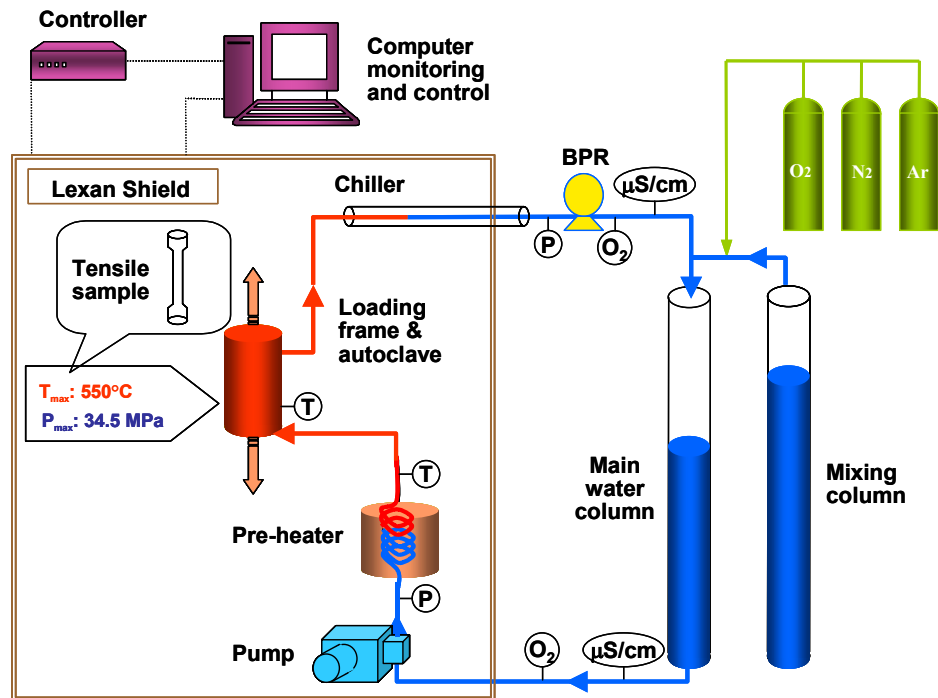 Controller
Computer
monitoring
and control
Lexan Shield
Chiller
BPR
μS/cm
O₂
N₂
Ar
P
O₂
Tensile
sample
Loading
frame &
autoclave
Tmax: 550°C
Pmax: 34.5 MPa
T
T
Main
water
column
Mixing
column
Pre-heater
P
Pump
O₂
μS/cm